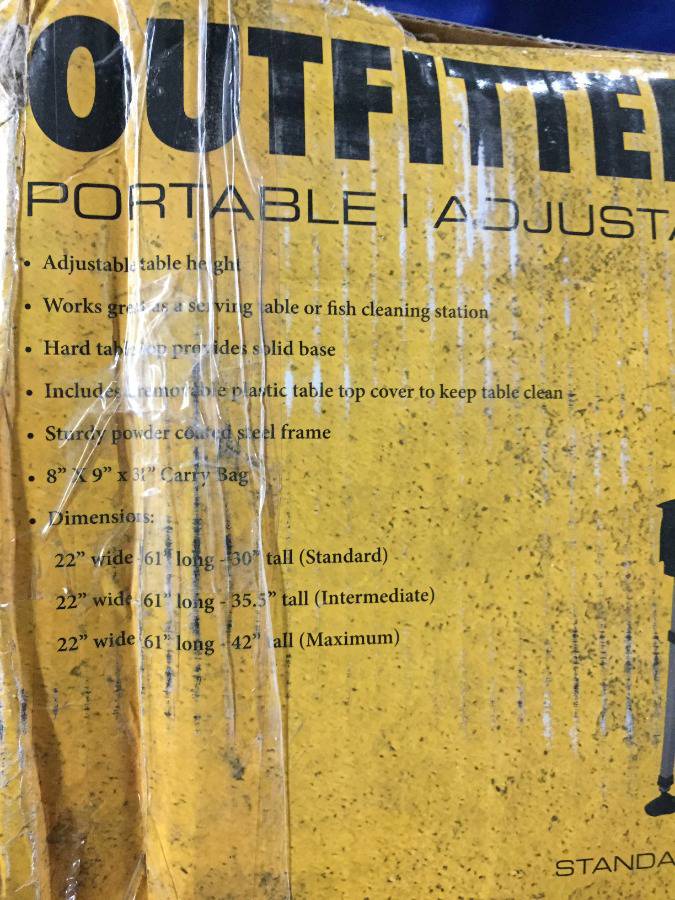 OUTFITTE
PORTABLE | ADJUSTA
• Adjustable table height
• Works great as a serving table or fish cleaning station
• Hard table top provides solid base
• Includes removable plastic table top cover to keep table clean
• Sturdy powder coated steel frame
• 8” X 9” x 31” Carry Bag
• Dimensions:
22” wide 61” long - 30” tall (Standard)
22” wide 61” long - 35.5” tall (Intermediate)
22” wide 61” long - 42” tall (Maximum)
STANDA